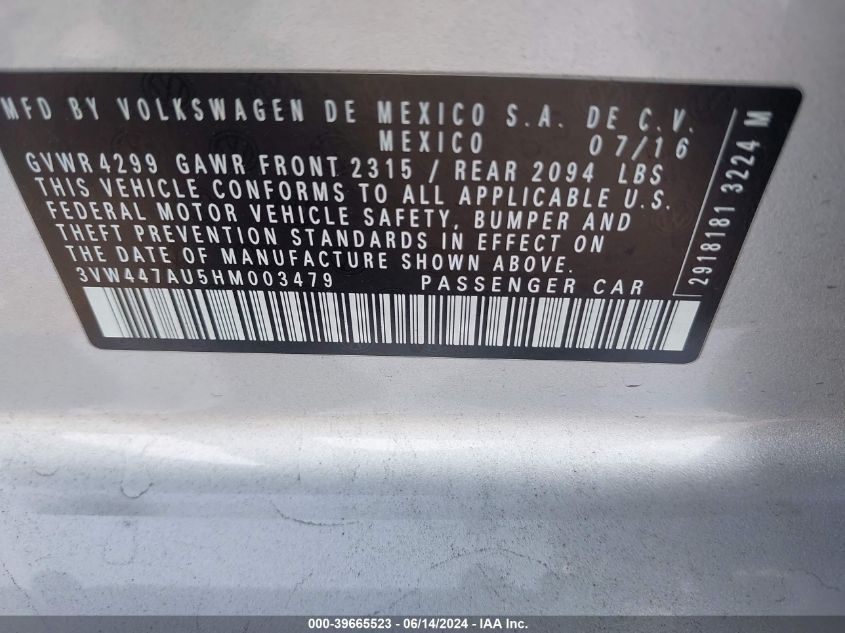 MFD BY VOLKSWAGEN DE MEXICO S.A. DE C.V.
MEXICO 07/16
GVWR 4299 GAWR FRONT 2315 / REAR 2094 LBS
THIS VEHICLE CONFORMS TO ALL APPLICABLE U.S.
FEDERAL MOTOR VEHICLE SAFETY, BUMPER AND
THEFT PREVENTION STANDARDS IN EFFECT ON
THE DATE OF MANUFACTURE SHOWN ABOVE.
3VW447AU5HM003479 PASSENGER CAR
2918181 3224 M
000-39665523 - 06/14/2024 - IAA Inc.